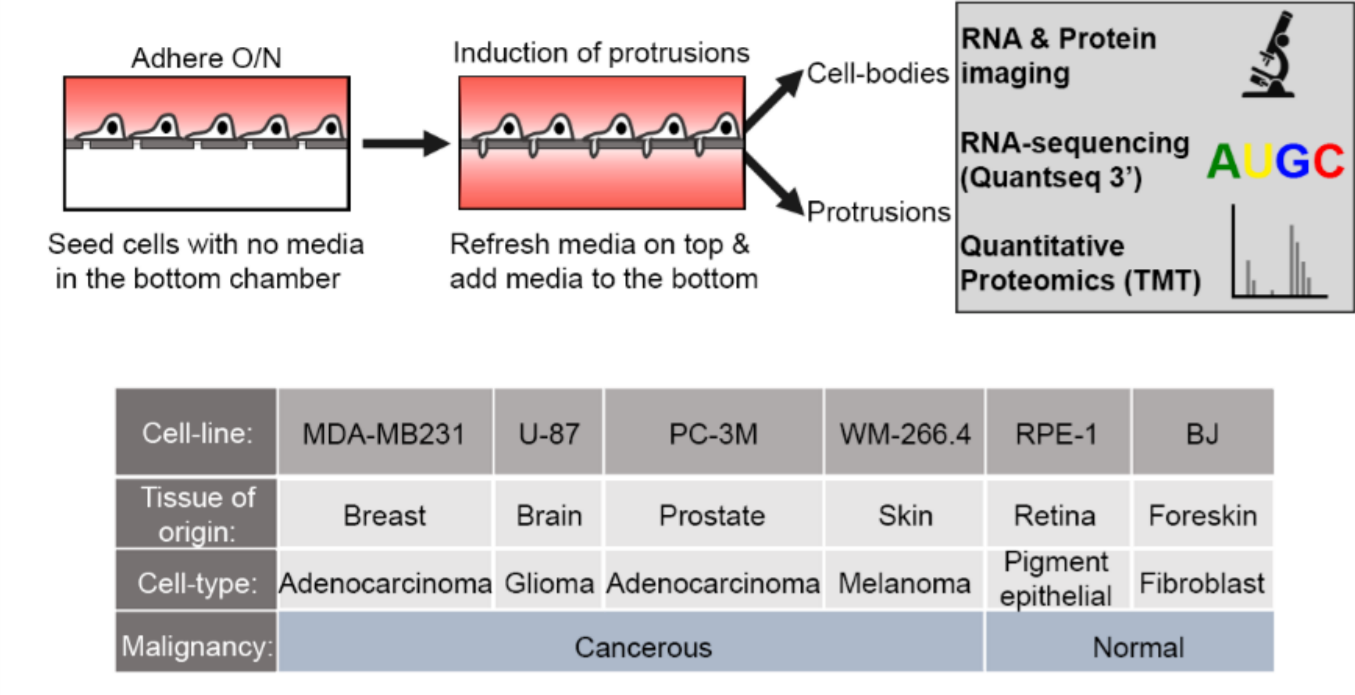 Adhere O/N
Seed cells with no media
in the bottom chamber
Induction of protrusions
Refresh media on top &
add media to the bottom
Cell-bodies
Protrusions
RNA & Protein
imaging
RNA-sequencing
(Quantseq 3’)
AUGC
Quantitative
Proteomics (TMT)
Cell-line: MDA-MB231 U-87 PC-3M WM-266.4 RPE-1 BJ
Tissue of
origin: Breast Brain Prostate Skin Retina Foreskin
Cell-type: Adenocarcinoma Glioma Adenocarcinoma Melanoma Pigment
epithelial Fibroblast
Malignancy: Cancerous Normal